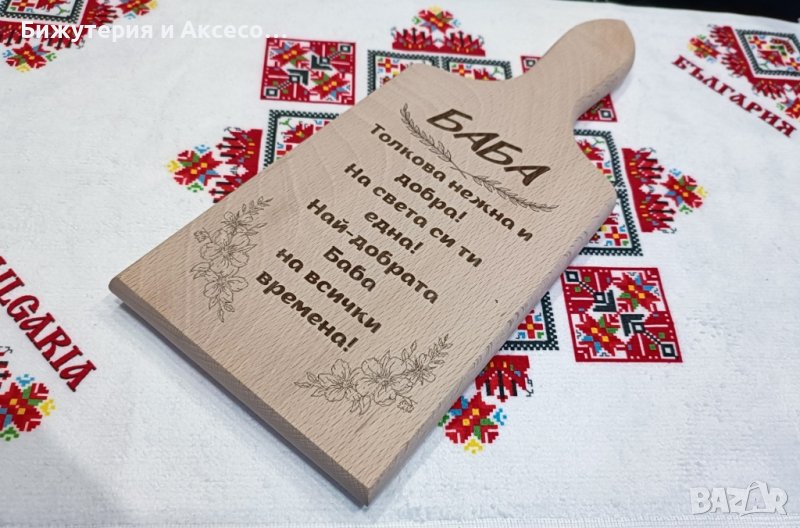 Бижутерия и Аксесо...
БАБА
Толкова нежна и
добра!
На света си ти
една!
Най-добрата
Баба
на всички
времена!
БЪЛГАРИЯ
BULGARIA
BAZAR